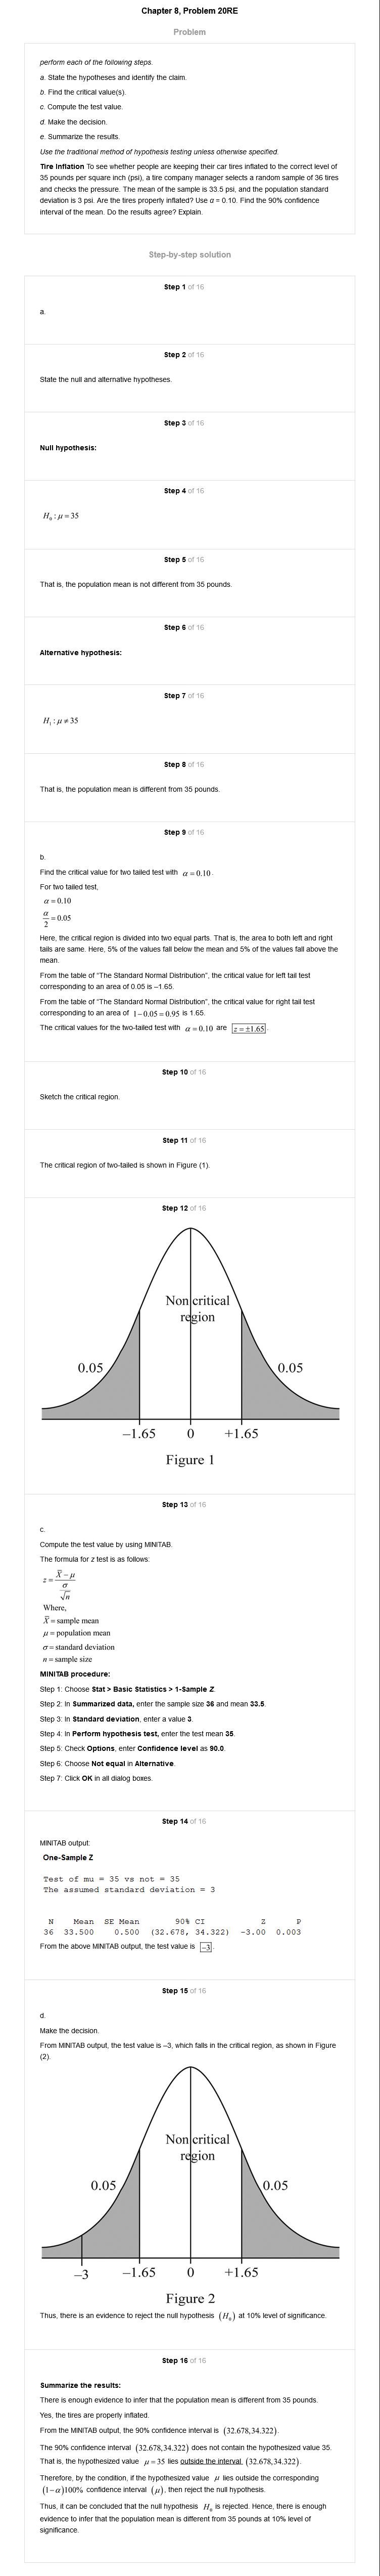 Chapter 8, Problem 20RE
Problem
perform each of the following steps.
a. State the hypotheses and identify the claim.
b. Find the critical value(s).
c. Compute the test value.
d. Make the decision.
e. Summarize the results.
Use the traditional method of hypothesis testing unless otherwise specified.
Tire Inflation To see whether people are keeping their car tires inflated to the correct level of
35 pounds per square inch (psi), a tire company manager selects a random sample of 36 tires
and checks the pressure. The mean of the sample is 33.5 psi, and the population standard
deviation is 3 psi. Are the tires properly inflated? Use α = 0.10. Find the 90% confidence
interval of the mean. Do the results agree? Explain.
Step-by-step solution
Step 1 of 16
a.
Step 2 of 16
State the null and alternative hypotheses.
Step 3 of 16
Null hypothesis:
Step 4 of 16
H₀ : μ = 35
Step 5 of 16
That is, the population mean is not different from 35 pounds.
Step 6 of 16
Alternative hypothesis:
Step 7 of 16
H₁ : μ ≠ 35
Step 8 of 16
That is, the population mean is different from 35 pounds.
Step 9 of 16
b.
Find the critical value for two tailed test with α = 0.10.
For two tailed test,
α = 0.10
α/2 = 0.05
Here, the critical region is divided into two equal parts. That is, the area to both left and right
tails are same. Here, 5% of the values fall below the mean and 5% of the values fall above the
mean.
From the table of "The Standard Normal Distribution", the critical value for left tail test
corresponding to an area of 0.05 is –1.65.
From the table of "The Standard Normal Distribution", the critical value for right tail test
corresponding to an area of 1−0.05 = 0.95 is 1.65.
The critical values for the two-tailed test with α = 0.10 are z = ±1.65.
Step 10 of 16
Sketch the critical region.
Step 11 of 16
The critical region of two-tailed is shown in Figure (1).
Step 12 of 16
Non critical
region
0.05 0.05
−1.65 0 +1.65
Figure 1
Step 13 of 16
c.
Compute the test value by using MINITAB.
The formula for z test is as follows:
z = (X̄ − μ)/(σ/√n)
Where,
X̄ = sample mean
μ = population mean
σ = standard deviation
n = sample size
MINITAB procedure:
Step 1: Choose Stat > Basic Statistics > 1-Sample Z.
Step 2: In Summarized data, enter the sample size 36 and mean 33.5.
Step 3: In Standard deviation, enter a value 3.
Step 4: In Perform hypothesis test, enter the test mean 35.
Step 5: Check Options, enter Confidence level as 90.0.
Step 6: Choose Not equal in Alternative.
Step 7: Click OK in all dialog boxes.
Step 14 of 16
MINITAB output:
One-Sample Z
Test of mu = 35 vs not = 35
The assumed standard deviation = 3
N Mean SE Mean 90% CI Z P
36 33.500 0.500 (32.678, 34.322) -3.00 0.003
From the above MINITAB output, the test value is –3.
Step 15 of 16
d.
Make the decision.
From MINITAB output, the test value is –3, which falls in the critical region, as shown in Figure
(2).
Non critical
region
0.05 0.05
−3 −1.65 0 +1.65
Figure 2
Thus, there is an evidence to reject the null hypothesis (H₀) at 10% level of significance.
Step 16 of 16
Summarize the results:
There is enough evidence to infer that the population mean is different from 35 pounds.
Yes, the tires are properly inflated.
From the MINITAB output, the 90% confidence interval is (32.678,34.322).
The 90% confidence interval (32.678,34.322) does not contain the hypothesized value 35.
That is, the hypothesized value μ = 35 lies outside the interval (32.678,34.322).
Therefore, by the condition, if the hypothesized value μ lies outside the corresponding
(1−α)100% confidence interval (μ), then reject the null hypothesis.
Thus, it can be concluded that the null hypothesis H₀ is rejected. Hence, there is enough
evidence to infer that the population mean is different from 35 pounds at 10% level of
significance.